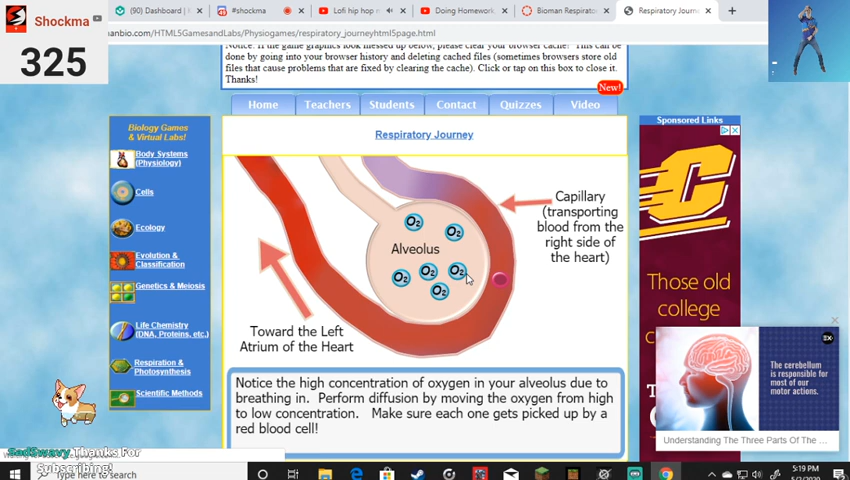 Shockma
325
(90) Dashboard |
#shockma
Lofi hip hop m
Doing Homework
Bioman Respirato
Respiratory Journey
anbio.com/HTML5GamesandLabs/Physiogames/respiratory_journeyhtml5page.html
Notice: If the game graphics look messed up below, please clear your browser cache! This can be
done by going into your browser history and deleting cached files (sometimes browsers store old
files that cause problems that are fixed by clearing the cache). Click or tap on this box to close it.
Thanks!
New!
Home
Teachers
Students
Contact
Quizzes
Video
Biology Games
& Virtual Labs!
Body Systems
(Physiology)
Cells
Ecology
Evolution &
Classification
Genetics & Meiosis
Life Chemistry
(DNA, Proteins, etc.)
Respiration &
Photosynthesis
Scientific Methods
Respiratory Journey
Capillary
(transporting
blood from the
right side of
the heart)
O2
O2
Alveolus
O2
O2
O2
O2
Toward the Left
Atrium of the Heart
Notice the high concentration of oxygen in your alveolus due to
breathing in. Perform diffusion by moving the oxygen from high
to low concentration. Make sure each one gets picked up by a
red blood cell!
Sponsored Links
Those old
college
The cerebellum
is responsible for
most of our
motor actions.
Understanding The Three Parts Of The ...
SadSwavy Thanks For
Subscribing!
Type here to search
5:19 PM